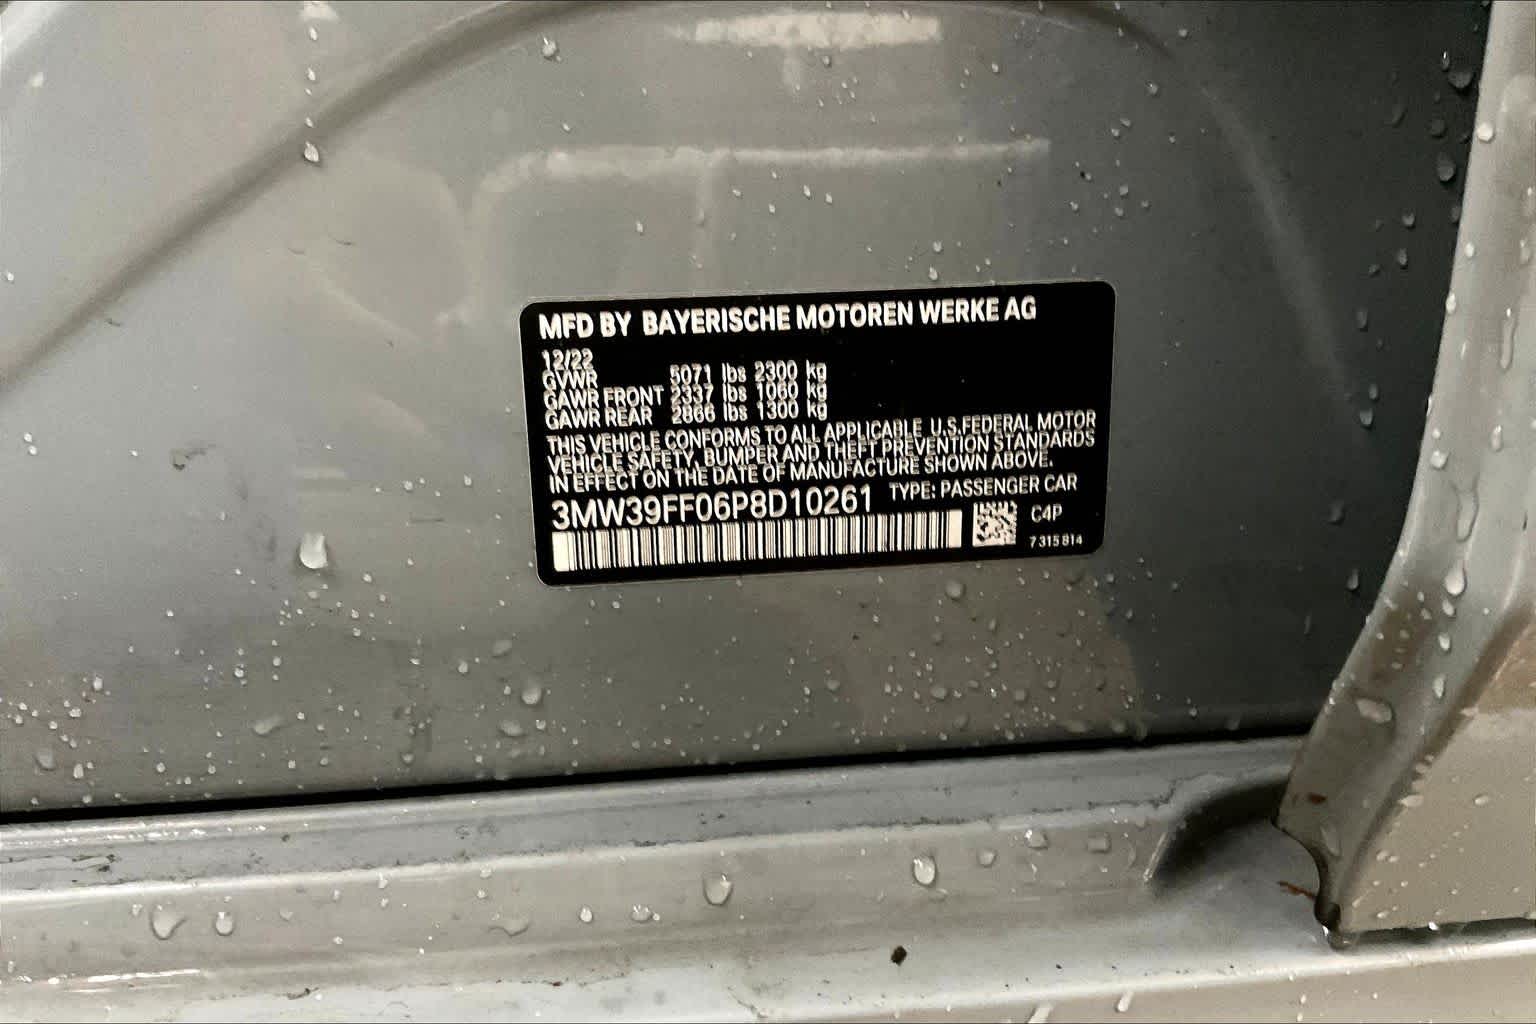 MFD BY BAYERISCHE MOTOREN WERKE AG
12/22
GVWR 5071 lbs 2300 kg
GAWR FRONT 2337 lbs 1060 kg
GAWR REAR 2866 lbs 1300 kg
THIS VEHICLE CONFORMS TO ALL APPLICABLE U.S.FEDERAL MOTOR
VEHICLE SAFETY, BUMPER AND THEFT PREVENTION STANDARDS
IN EFFECT ON THE DATE OF MANUFACTURE SHOWN ABOVE.
3MW39FF06P8D10261 TYPE: PASSENGER CAR
C4P
7 315 814